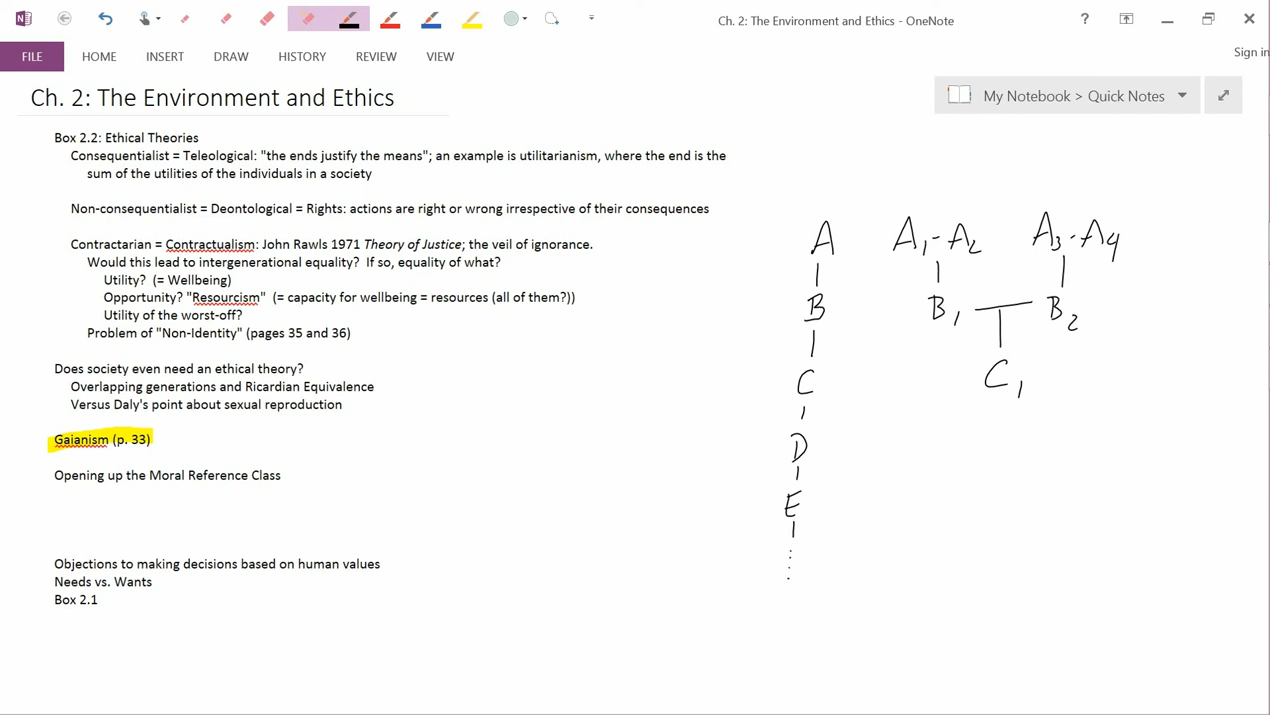 Ch. 2: The Environment and Ethics - OneNote
?
FILE HOME INSERT DRAW HISTORY REVIEW VIEW
Sign in
Ch. 2: The Environment and Ethics
My Notebook > Quick Notes
Box 2.2: Ethical Theories
Consequentialist = Teleological: "the ends justify the means"; an example is utilitarianism, where the end is the
sum of the utilities of the individuals in a society
Non-consequentialist = Deontological = Rights: actions are right or wrong irrespective of their consequences
Contractarian = Contractualism: John Rawls 1971 Theory of Justice; the veil of ignorance.
Would this lead to intergenerational equality? If so, equality of what?
Utility? (= Wellbeing)
Opportunity? "Resourcism" (= capacity for wellbeing = resources (all of them?))
Utility of the worst-off?
Problem of "Non-Identity" (pages 35 and 36)
Does society even need an ethical theory?
Overlapping generations and Ricardian Equivalence
Versus Daly's point about sexual reproduction
Gaianism (p. 33)
Opening up the Moral Reference Class
Objections to making decisions based on human values
Needs vs. Wants
Box 2.1
A A1-A2 A3-A4
B B1 B2
C C1
D
E